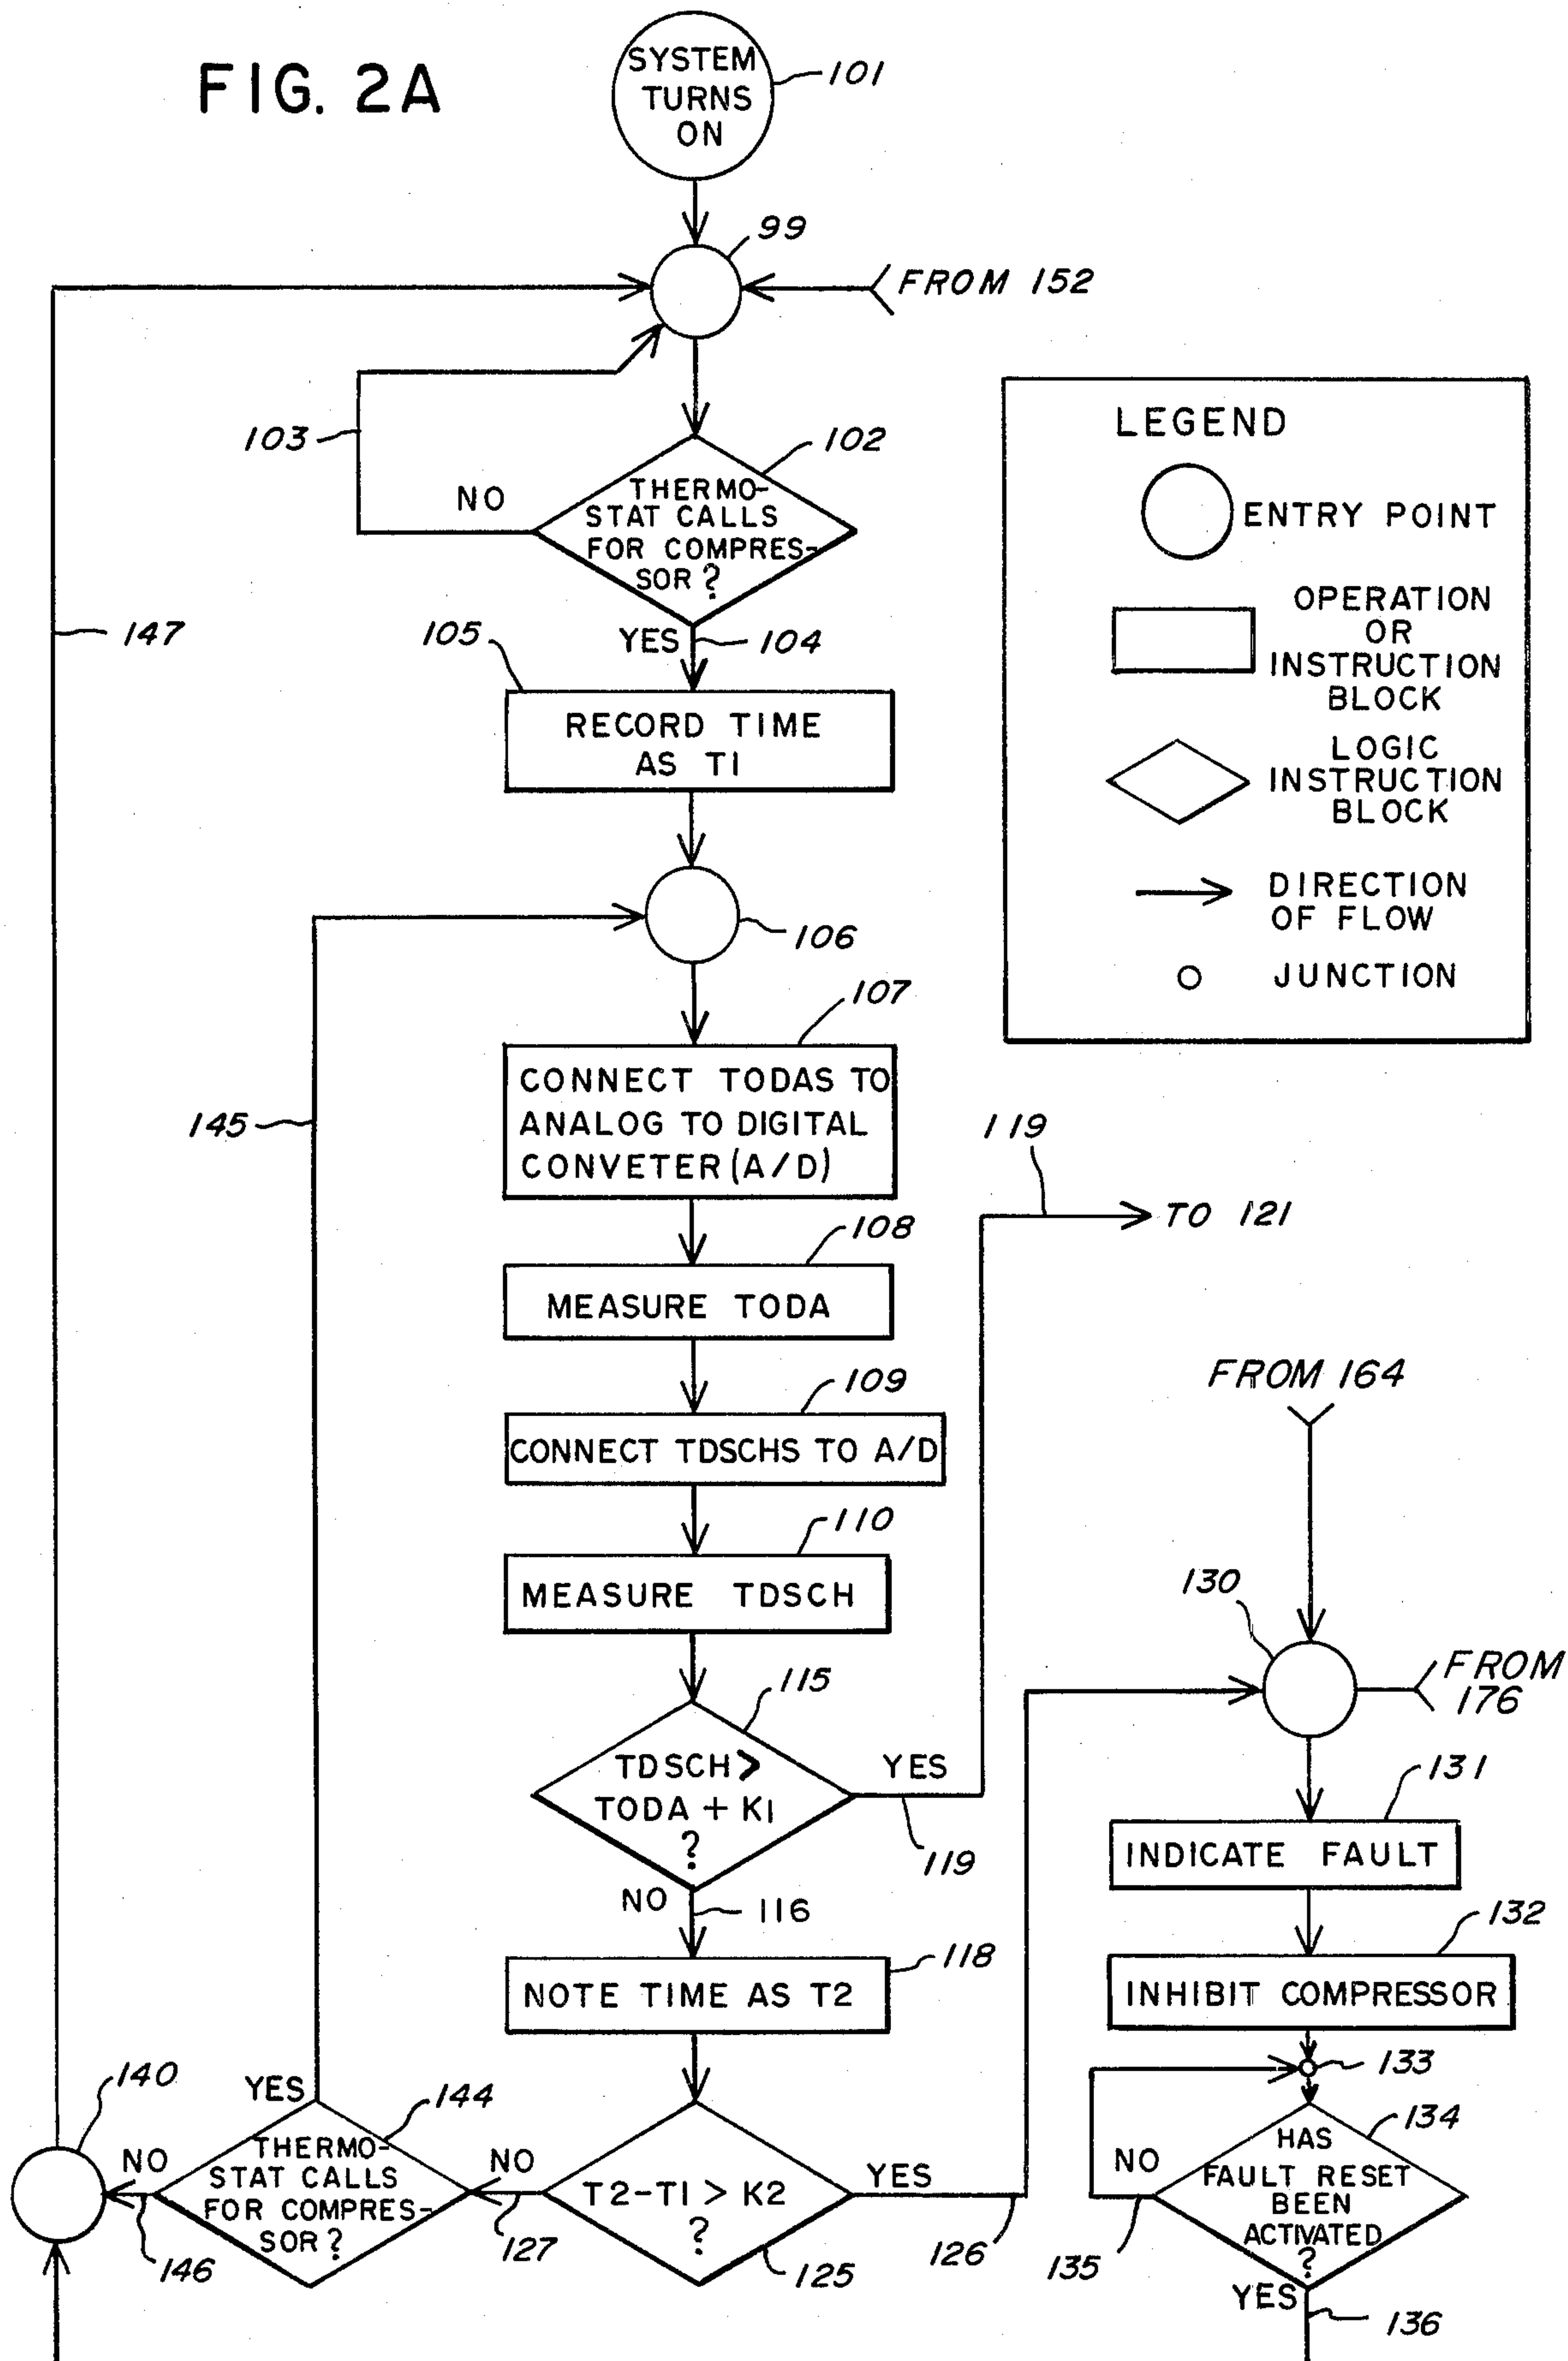 FIG. 2A
SYSTEM
TURNS
ON
101
99
FROM 152
103
102
NO
THERMO-
STAT CALLS
FOR COMPRES-
SOR?
147
105
YES
104
RECORD TIME
AS T1
LEGEND
ENTRY POINT
OPERATION
OR
INSTRUCTION
BLOCK
LOGIC
INSTRUCTION
BLOCK
DIRECTION
OF FLOW
JUNCTION
106
107
145
CONNECT TODAS TO
ANALOG TO DIGITAL
CONVETER (A/D)
119
TO 121
108
MEASURE TODA
109
CONNECT TDSCHS TO A/D
110
MEASURE TDSCH
115
TDSCH >
TODA + K1
?
YES
119
NO
116
118
NOTE TIME AS T2
FROM 164
130
FROM
176
131
INDICATE FAULT
132
INHIBIT COMPRESSOR
133
140
YES
144
THERMO-
STAT CALLS
FOR COMPRES-
SOR?
NO
146
NO
127
T2-T1 > K2
?
125
YES
126
134
HAS
FAULT RESET
BEEN
ACTIVATED
?
NO
135
YES
136